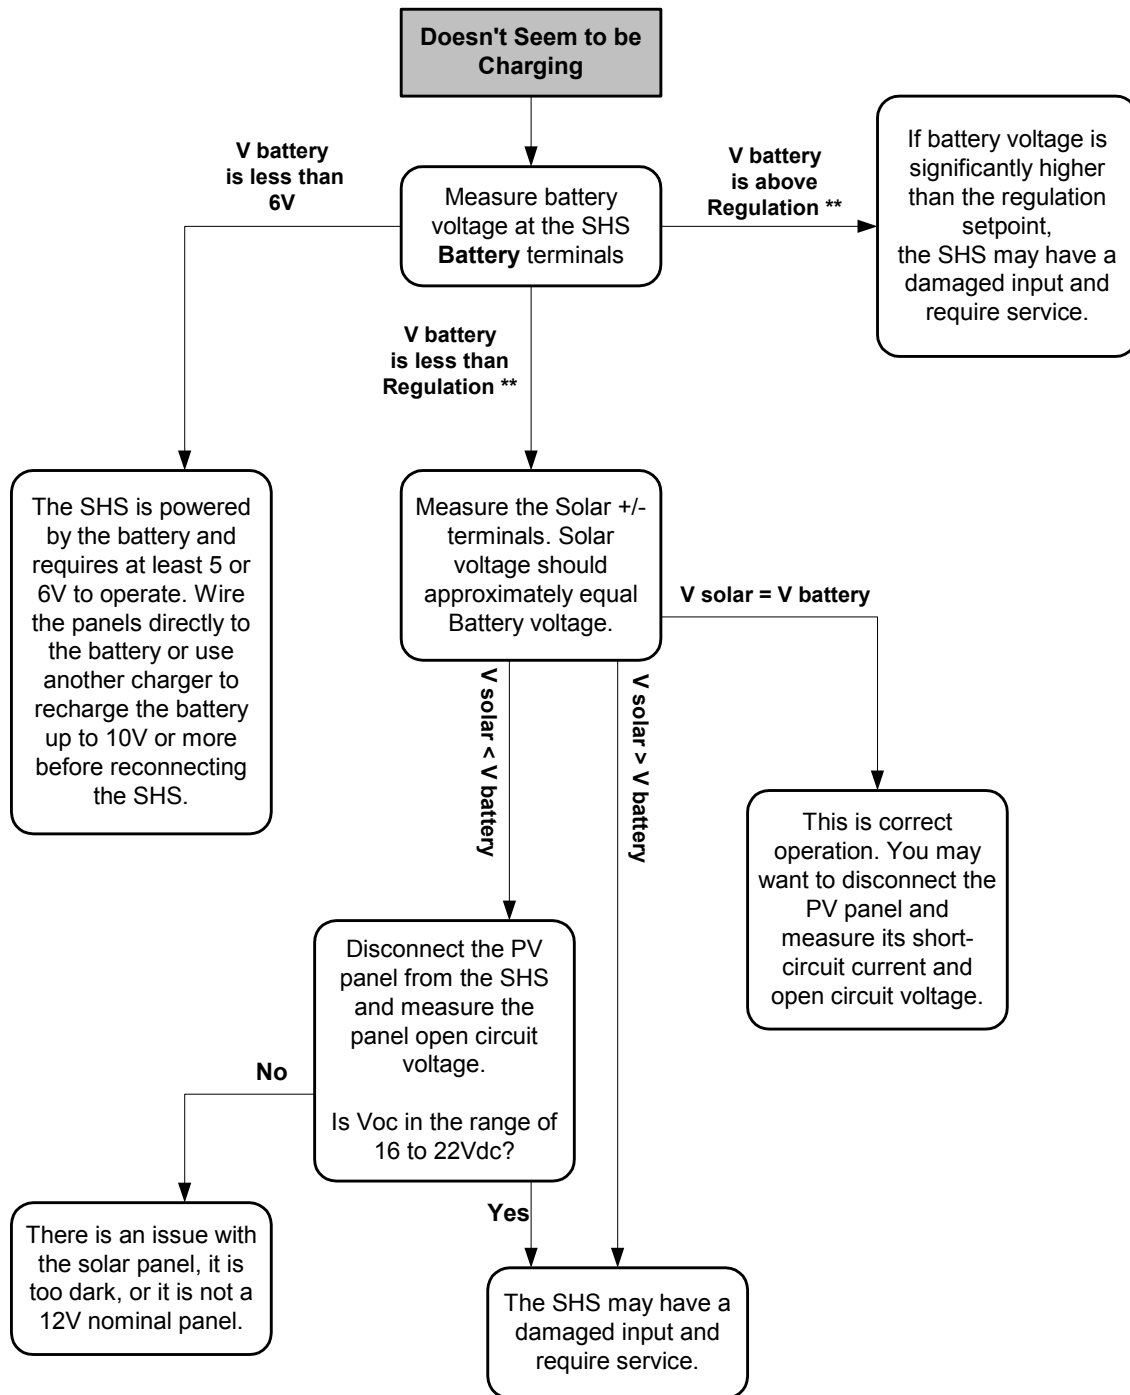 Doesn't Seem to be
Charging
V battery
is less than
6V
Measure battery
voltage at the SHS
Battery terminals
V battery
is above
Regulation **
If battery voltage is
significantly higher
than the regulation
setpoint,
the SHS may have a
damaged input and
require service.
V battery
is less than
Regulation **
The SHS is powered
by the battery and
requires at least 5 or
6V to operate. Wire
the panels directly to
the battery or use
another charger to
recharge the battery
up to 10V or more
before reconnecting
the SHS.
Measure the Solar +/-
terminals. Solar
voltage should
approximately equal
Battery voltage.
V solar = V battery
V solar < V battery
V solar > V battery
This is correct
operation. You may
want to disconnect the
PV panel and
measure its short-
circuit current and
open circuit voltage.
Disconnect the PV
panel from the SHS
and measure the
panel open circuit
voltage.
Is Voc in the range of
16 to 22Vdc?
No
Yes
There is an issue with
the solar panel, it is
too dark, or it is not a
12V nominal panel.
The SHS may have a
damaged input and
require service.